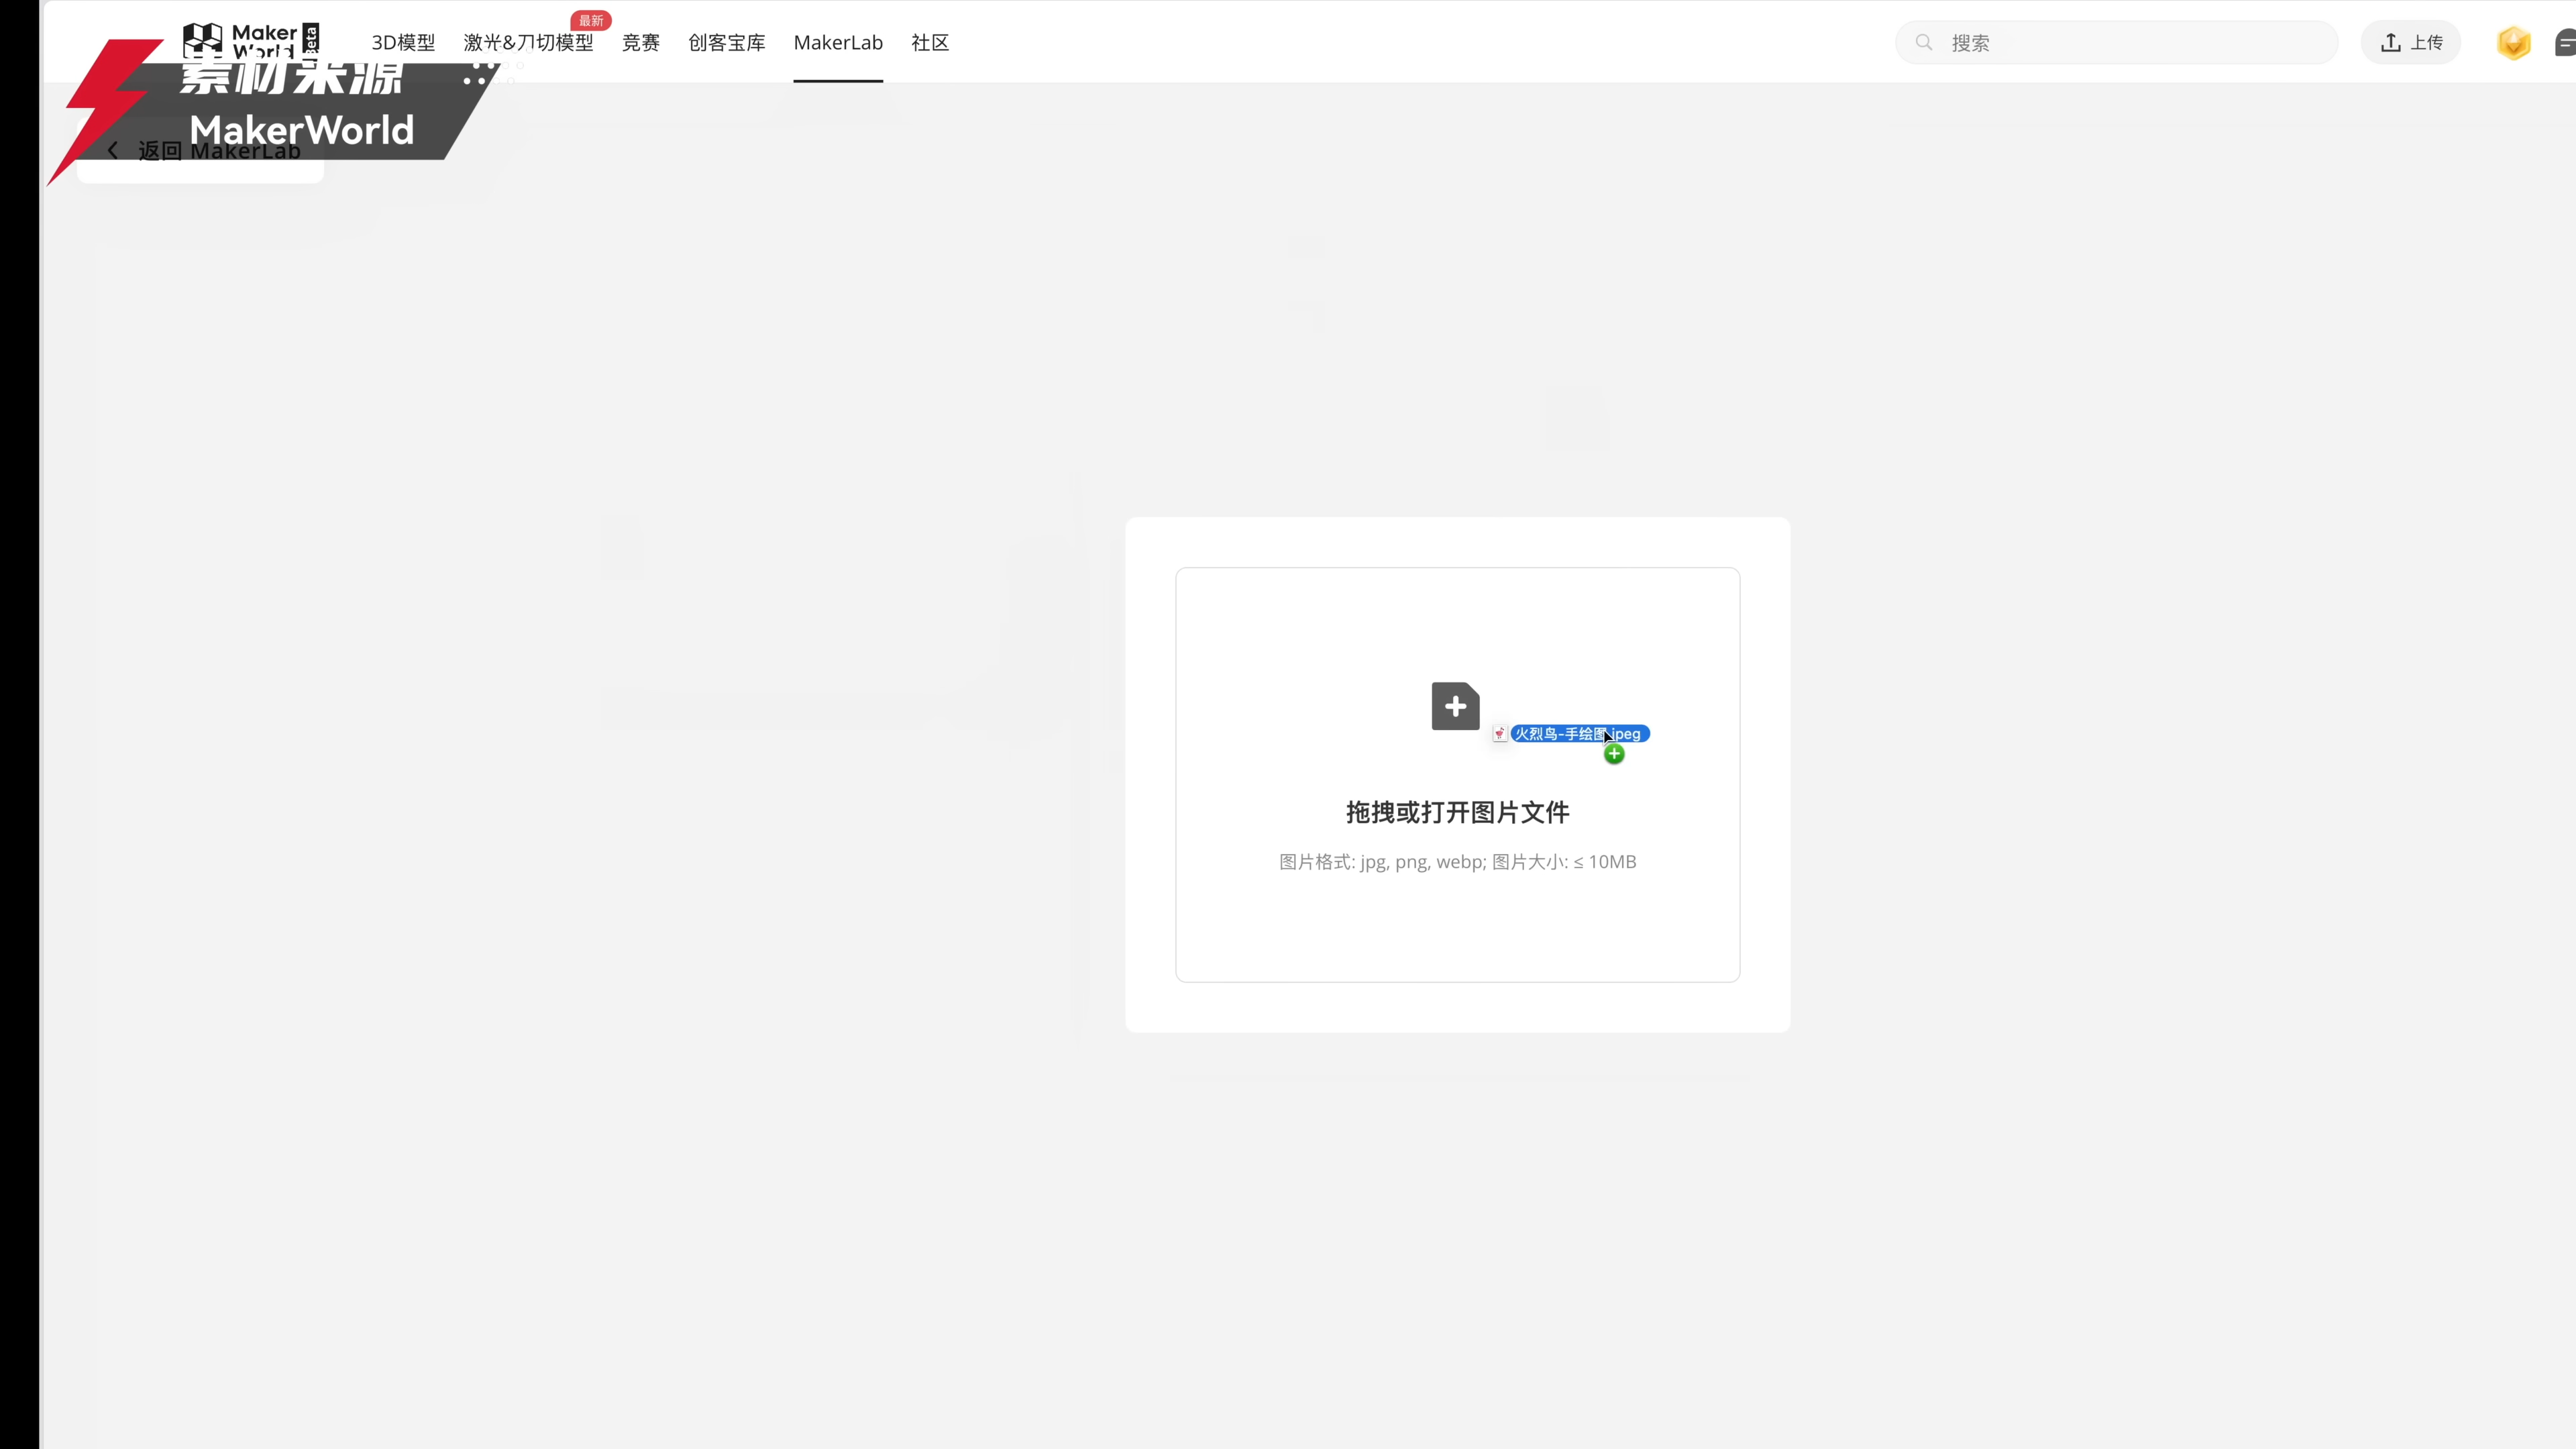 Maker
World
Beta
3D模型
激光&刀切模型
最新
竞赛
创客宝库
MakerLab
社区
搜索
上传
素材来源
MakerWorld
返回 MakerLab
火烈鸟-手绘图.jpeg
拖拽或打开图片文件
图片格式: jpg, png, webp; 图片大小: ≤ 10MB